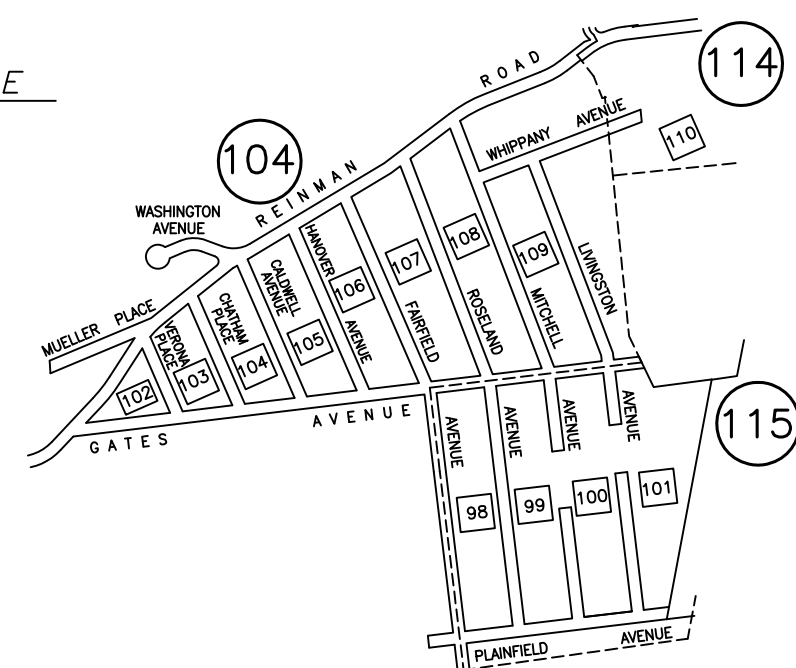 E
114
104
REINMAN ROAD
WHIPPANY AVENUE
110
WASHINGTON
AVENUE
MUELLER PLACE
VERONA
PLACE
CHATHAM
PLACE
CALDWELL
AVENUE
HANOVER
AVENUE
FAIRFIELD
AVENUE
ROSELAND
AVENUE
MITCHELL
AVENUE
LIVINGSTON
AVENUE
102
103
104
105
106
107
108
109
GATES AVENUE
115
98
99
100
101
PLAINFIELD AVENUE